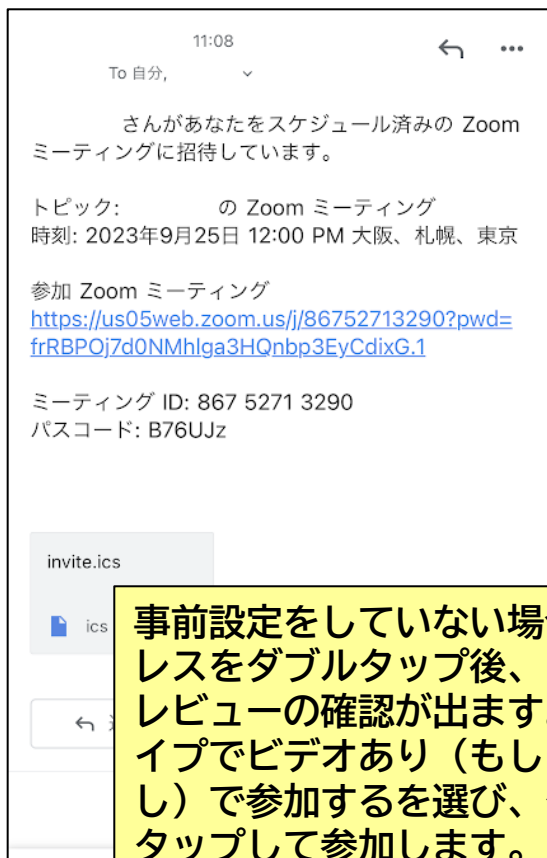 11:08
To 自分,
さんがあなたをスケジュール済みの Zoom
ミーティングに招待しています。
トピック: の Zoom ミーティング
時刻: 2023年9月25日 12:00 PM 大阪、札幌、東京
参加 Zoom ミーティング
https://us05web.zoom.us/j/86752713290?pwd=
frRBPOj7d0NMhlga3HQnbp3EyCdixG.1
ミーティング ID: 867 5271 3290
パスコード: B76UJz
invite.ics
ics
事前設定をしていない場
レスをダブルタップ後、
レビューの確認が出ます
イプでビデオあり（もし
し）で参加するを選び、
タップして参加します。